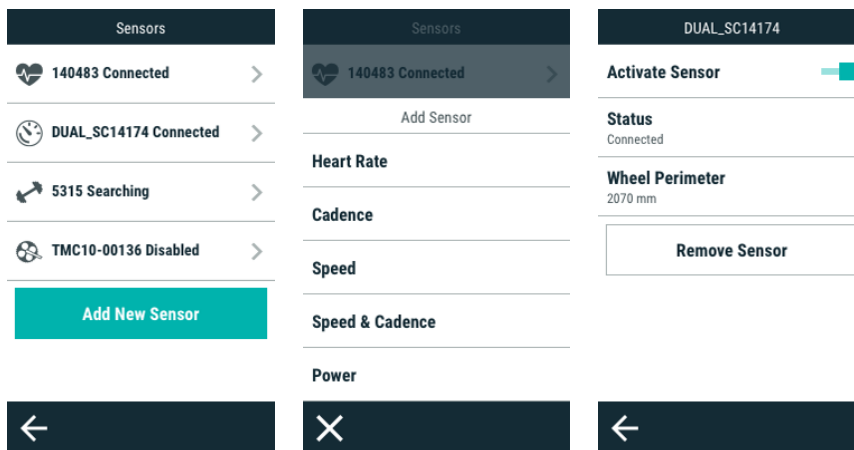 Sensors
140483 Connected
DUAL_SC14174 Connected
5315 Searching
TMC10-00136 Disabled
Add New Sensor
Sensors
140483 Connected
Add Sensor
Heart Rate
Cadence
Speed
Speed & Cadence
Power
DUAL_SC14174
Activate Sensor
Status
Connected
Wheel Perimeter
2070 mm
Remove Sensor